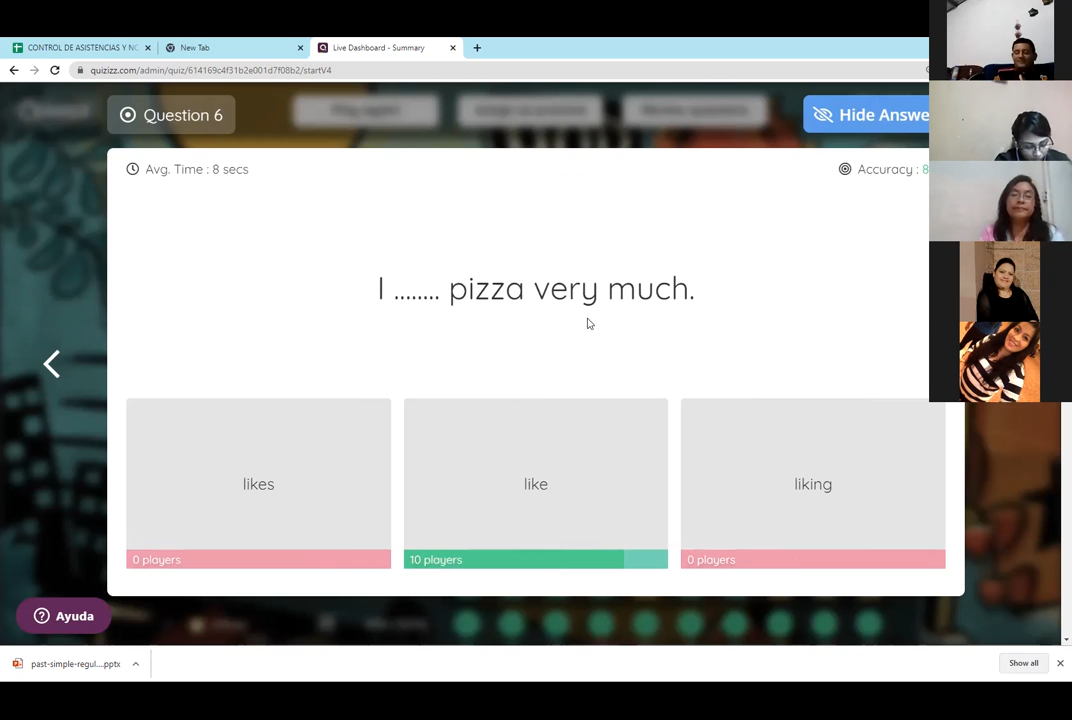 CONTROL DE ASISTENCIAS Y NO
New Tab
Live Dashboard - Summary
quizizz.com/admin/quiz/614169c4f31b2e001d7f08b2/startV4
Question 6
Hide Answe
Avg. Time : 8 secs
Accuracy : 8
I ........ pizza very much.
likes
like
liking
0 players
10 players
0 players
Ayuda
past-simple-regul....pptx
Show all